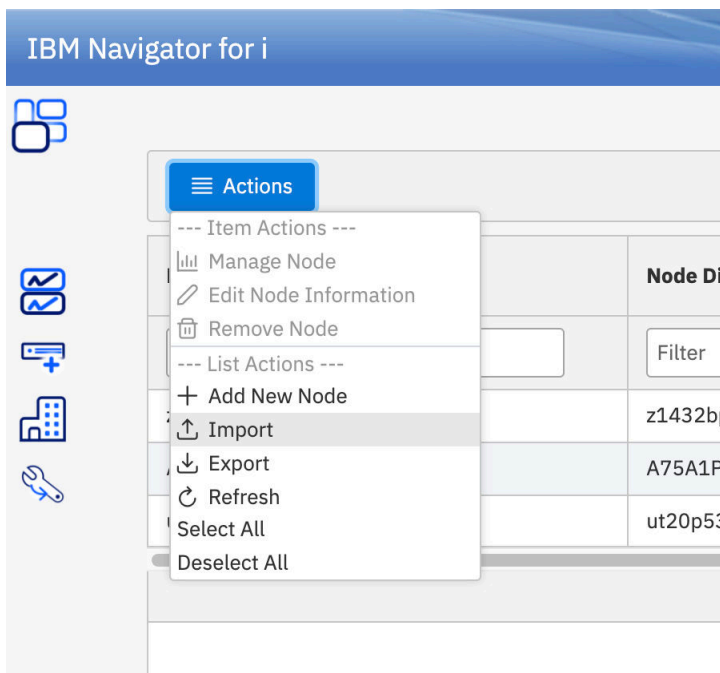 IBM Navigator for i
Actions
--- Item Actions ---
Manage Node
Edit Node Information
Remove Node
--- List Actions ---
Add New Node
Import
Export
Refresh
Select All
Deselect All
Node Di
Filter
z1432b
A75A1P
ut20p53